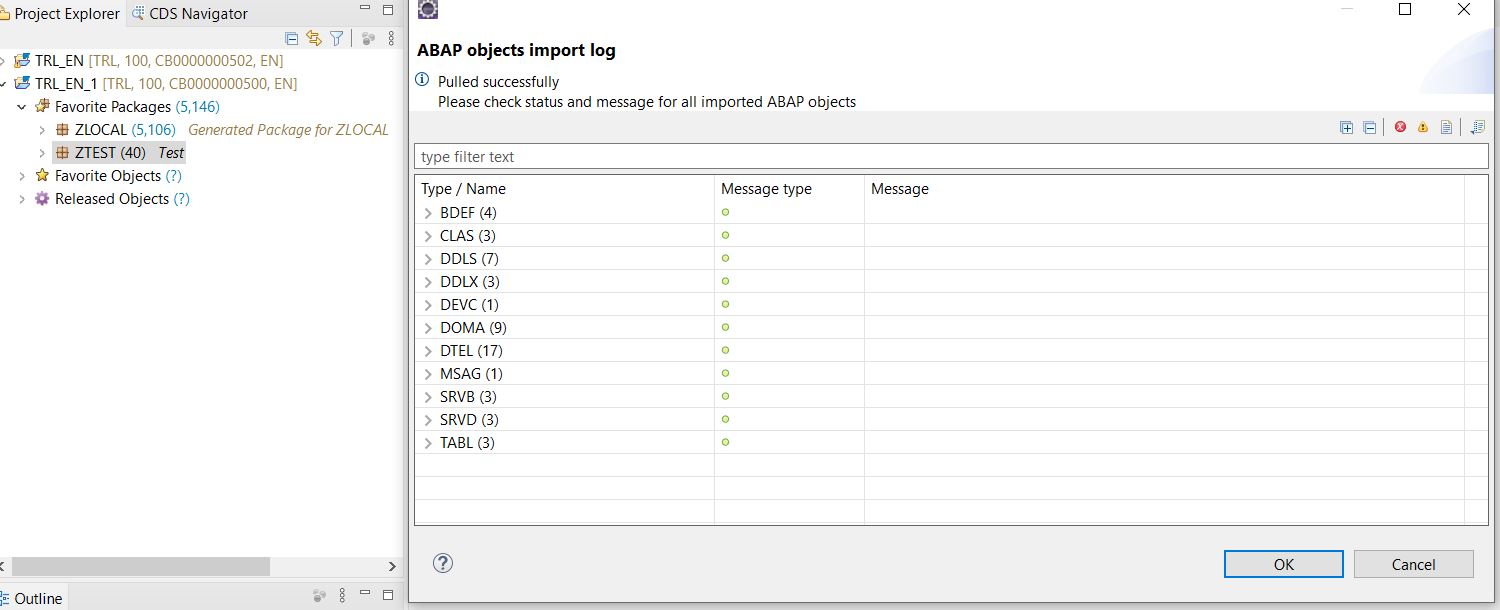 Project Explorer
CDS Navigator
TRL_EN [TRL, 100, CB0000000502, EN]
TRL_EN_1 [TRL, 100, CB0000000500, EN]
Favorite Packages (5,146)
ZLOCAL (5,106) Generated Package for ZLOCAL
ZTEST (40) Test
Favorite Objects (?)
Released Objects (?)
Outline
ABAP objects import log
Pulled successfully
Please check status and message for all imported ABAP objects
type filter text
Type / Name Message type Message
BDEF (4)
CLAS (3)
DDLS (7)
DDLX (3)
DEVC (1)
DOMA (9)
DTEL (17)
MSAG (1)
SRVB (3)
SRVD (3)
TABL (3)
?
OK Cancel